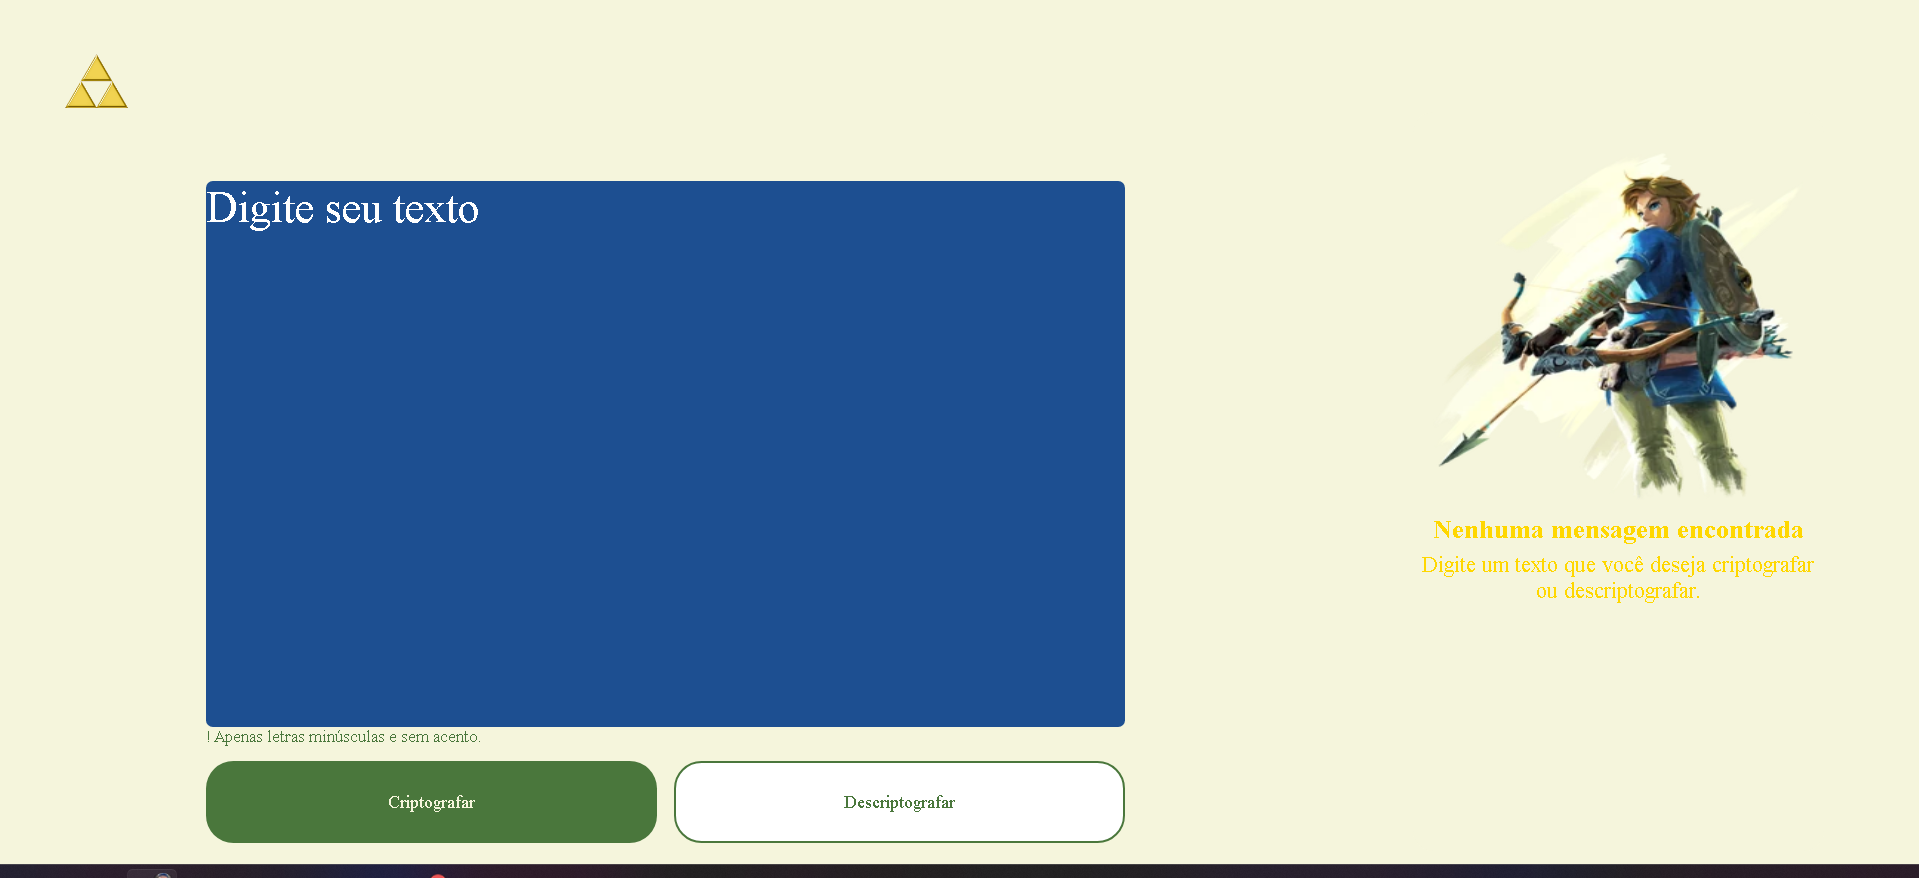 Digite seu texto
Nenhuma mensagem encontrada
Digite um texto que você deseja criptografar
ou descriptografar.
! Apenas letras minúsculas e sem acento.
Criptografar
Descriptografar